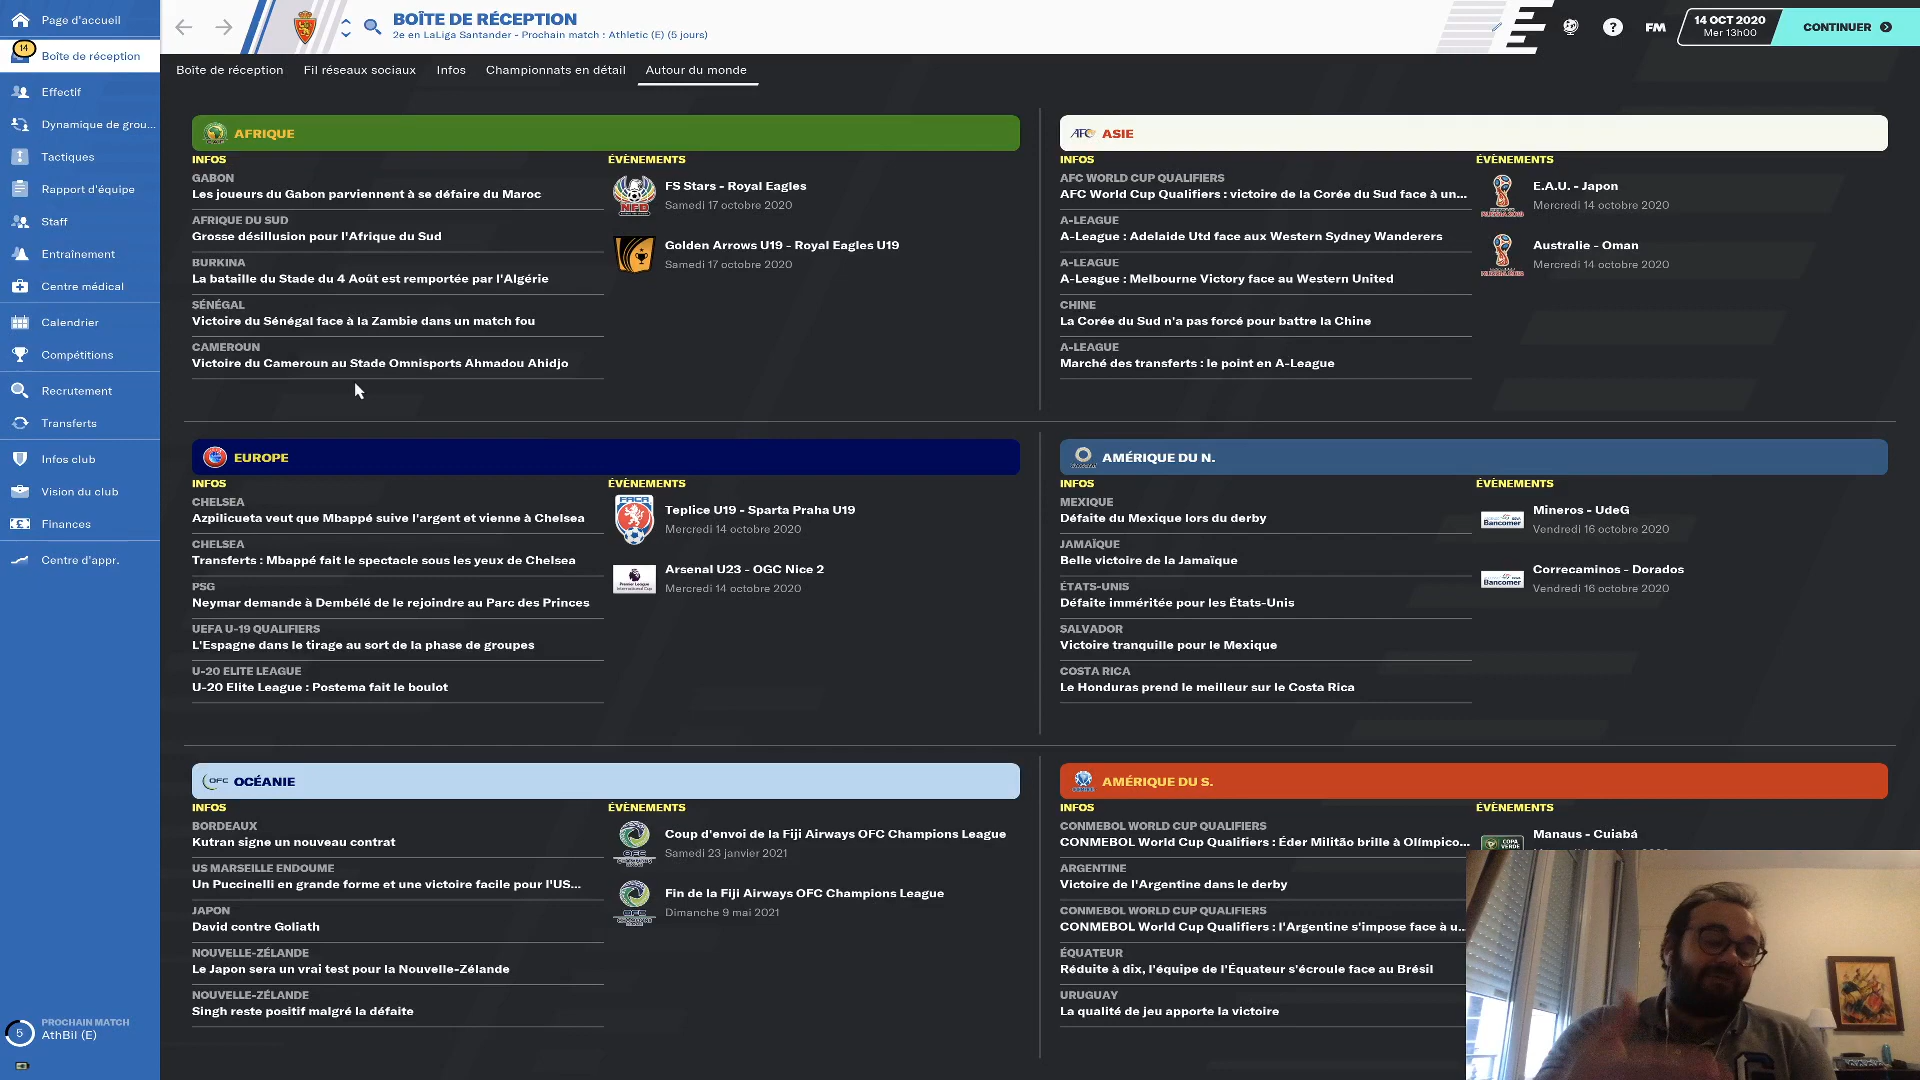 Page d'accueil
14
Boîte de réception
Effectif
Dynamique de grou...
Tactiques
Rapport d'équipe
Staff
Entraînement
Centre médical
Calendrier
Compétitions
Recrutement
Transferts
Infos club
Vision du club
Finances
Centre d'appr.
PROCHAIN MATCH
5
AthBil (E)
BOÎTE DE RÉCEPTION
2e en LaLiga Santander - Prochain match : Athletic (E) (5 jours)
?
FM
14 OCT 2020
Mer 13h00
CONTINUER
Boîte de réception
Fil réseaux sociaux
Infos
Championnats en détail
Autour du monde
AFRIQUE
INFOS
GABON
Les joueurs du Gabon parviennent à se défaire du Maroc
AFRIQUE DU SUD
Grosse désillusion pour l'Afrique du Sud
BURKINA
La bataille du Stade du 4 Août est remportée par l'Algérie
SÉNÉGAL
Victoire du Sénégal face à la Zambie dans un match fou
CAMEROUN
Victoire du Cameroun au Stade Omnisports Ahmadou Ahidjo
ÉVÈNEMENTS
NFD
FS Stars - Royal Eagles
Samedi 17 octobre 2020
Golden Arrows U19 - Royal Eagles U19
Samedi 17 octobre 2020
AFC
ASIE
INFOS
AFC WORLD CUP QUALIFIERS
AFC World Cup Qualifiers : victoire de la Corée du Sud face à un...
A-LEAGUE
A-League : Adelaide Utd face aux Western Sydney Wanderers
A-LEAGUE
A-League : Melbourne Victory face au Western United
CHINE
La Corée du Sud n'a pas forcé pour battre la Chine
A-LEAGUE
Marché des transferts : le point en A-League
ÉVÈNEMENTS
E.A.U. - Japon
Mercredi 14 octobre 2020
Australie - Oman
Mercredi 14 octobre 2020
EUROPE
INFOS
CHELSEA
Azpilicueta veut que Mbappé suive l'argent et vienne à Chelsea
CHELSEA
Transferts : Mbappé fait le spectacle sous les yeux de Chelsea
PSG
Neymar demande à Dembélé de le rejoindre au Parc des Princes
UEFA U-19 QUALIFIERS
L'Espagne dans le tirage au sort de la phase de groupes
U-20 ELITE LEAGUE
U-20 Elite League : Postema fait le boulot
ÉVÈNEMENTS
FACR
Teplice U19 - Sparta Praha U19
Mercredi 14 octobre 2020
Premier League
Arsenal U23 - OGC Nice 2
Mercredi 14 octobre 2020
AMÉRIQUE DU N.
INFOS
MEXIQUE
Défaite du Mexique lors du derby
JAMAÏQUE
Belle victoire de la Jamaïque
ÉTATS-UNIS
Défaite imméritée pour les États-Unis
SALVADOR
Victoire tranquille pour le Mexique
COSTA RICA
Le Honduras prend le meilleur sur le Costa Rica
ÉVÈNEMENTS
Bancomer
Mineros - UdeG
Vendredi 16 octobre 2020
Bancomer
Correcaminos - Dorados
Vendredi 16 octobre 2020
OFC
OCÉANIE
INFOS
BORDEAUX
Kutran signe un nouveau contrat
US MARSEILLE ENDOUME
Un Puccinelli en grande forme et une victoire facile pour l'US...
JAPON
David contre Goliath
NOUVELLE-ZÉLANDE
Le Japon sera un vrai test pour la Nouvelle-Zélande
NOUVELLE-ZÉLANDE
Singh reste positif malgré la défaite
ÉVÈNEMENTS
OFC
Coup d'envoi de la Fiji Airways OFC Champions League
Samedi 23 janvier 2021
OFC
Fin de la Fiji Airways OFC Champions League
Dimanche 9 mai 2021
AMÉRIQUE DU S.
INFOS
CONMEBOL WORLD CUP QUALIFIERS
CONMEBOL World Cup Qualifiers : Éder Militão brille à Olímpico...
ARGENTINE
Victoire de l'Argentine dans le derby
CONMEBOL WORLD CUP QUALIFIERS
CONMEBOL World Cup Qualifiers : l'Argentine s'impose face à u...
ÉQUATEUR
Réduite à dix, l'équipe de l'Équateur s'écroule face au Brésil
URUGUAY
La qualité de jeu apporte la victoire
ÉVÈNEMENTS
COPA VERDE
Manaus - Cuiabá